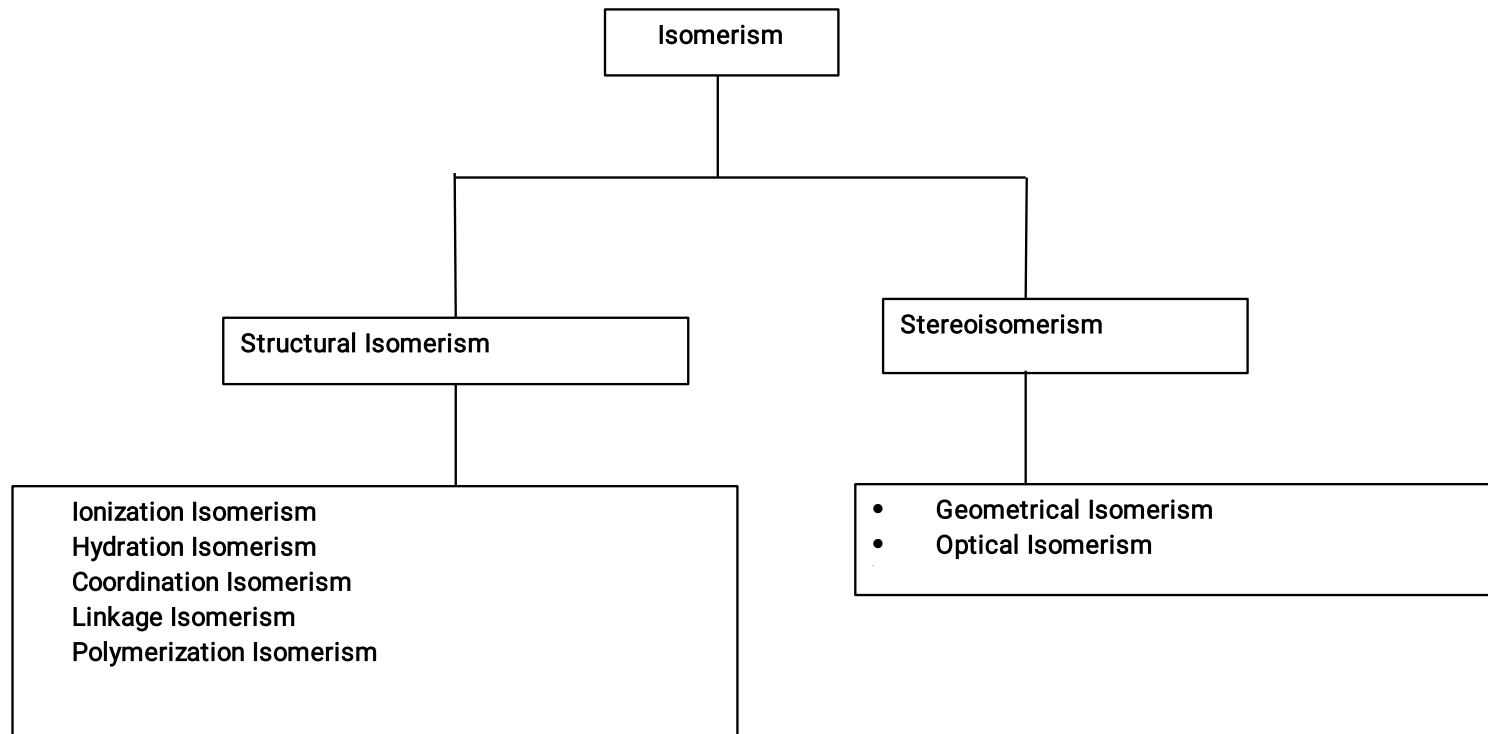 Isomerism
Structural Isomerism
Stereoisomerism
Ionization Isomerism
Hydration Isomerism
Coordination Isomerism
Linkage Isomerism
Polymerization Isomerism
• Geometrical Isomerism
• Optical Isomerism